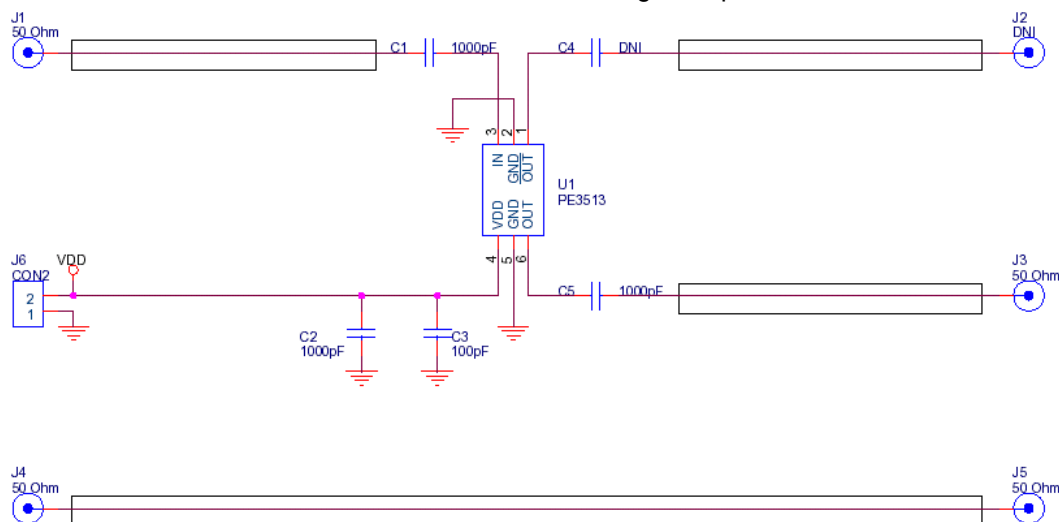 J1
50 Ohm
C1
1000pF
C4
DNI
J2
DNI
3
2
1
IN
GND
OUT
U1
PE3513
VDD
GND
OUT
4
5
6
J6
CON2
VDD
2
1
C2
1000pF
C3
100pF
C5
1000pF
J3
50 Ohm
J4
50 Ohm
J5
50 Ohm